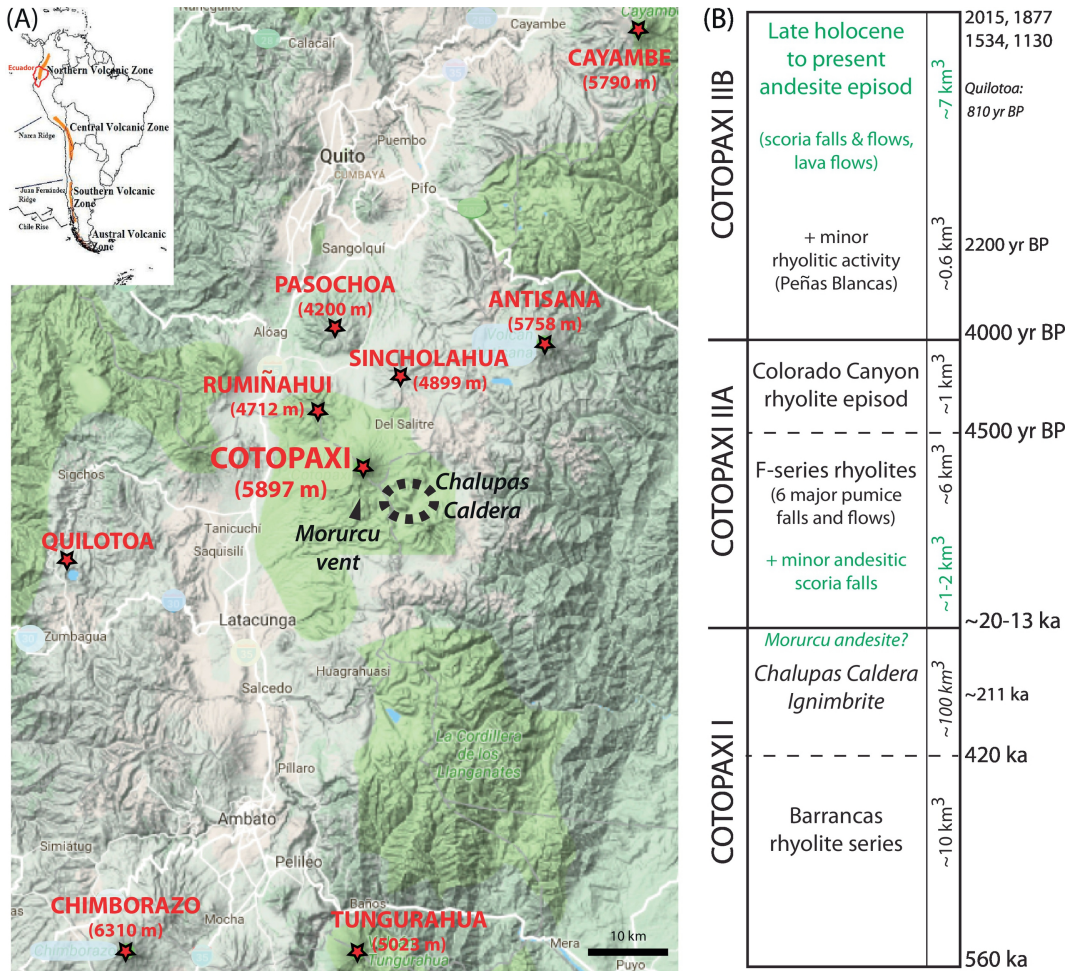 (A)
Ecuador
Northern Volcanic Zone
Central Volcanic Zone
Nazca Ridge
Juan Fernández
Ridge
Southern Volcanic
Zone
Chile Rise
Austral Volcanic
Zone
Calacalí
Cayambe
CAYAMBE
(5790 m)
35
Puembo
Quito
CUMBAYÁ
Pifo
Sangolquí
PASOCHOA
(4200 m)
ANTISANA
(5758 m)
Alóag
SINCHOLAHUA
(4899 m)
RUMIÑAHUI
(4712 m)
Del Salitre
COTOPAXI
(5897 m)
Chalupas
Caldera
Sigchos
Morurcu
vent
Tanicuchí
QUILOTOA
Saquisilí
30
Latacunga
Zumbagua
30
Huagrahuasi
Salcedo
La Cordillera
de los
Llanganates
Píllaro
Ambato
Simiátug
Pelileo
CHIMBORAZO
(6310 m)
Chimborazo
Mocha
Baños
TUNGURAHUA
(5023 m)
Tungurahua
10 km
Mera
Puyo
(B)
COTOPAXI IIB
Late holocene
to present
andesite episod
(scoria falls & flows,
lava flows)
~7 km³
2015, 1877
1534, 1130
Quilotoa:
810 yr BP
+ minor
rhyolitic activity
(Peñas Blancas)
~0.6 km³
2200 yr BP
4000 yr BP
COTOPAXI IIA
Colorado Canyon
rhyolite episod
~1 km³
4500 yr BP
F-series rhyolites
(6 major pumice
falls and flows)
~6 km³
+ minor andesitic
scoria falls
~1-2 km³
~20-13 ka
COTOPAXI I
Morurcu andesite?
Chalupas Caldera
Ignimbrite
~100 km³
~211 ka
420 ka
Barrancas
rhyolite series
~10 km³
560 ka